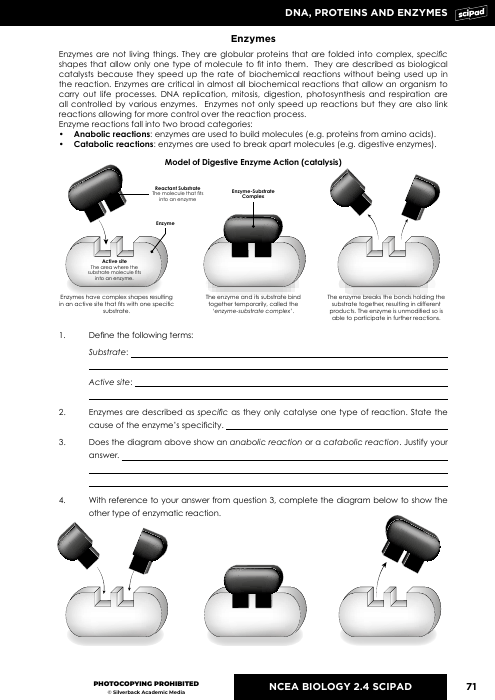 DNA, PROTEINS AND ENZYMES
scipad
Enzymes
Enzymes are not living things. They are globular proteins that are folded into complex, specific
shapes that allow only one type of molecule to fit into them. They are described as biological
catalysts because they speed up the rate of biochemical reactions without being used up in
the reaction. Enzymes are critical in almost all biochemical reactions that allow an organism to
carry out life processes. DNA replication, mitosis, digestion, photosynthesis and respiration are
all controlled by various enzymes. Enzymes not only speed up reactions but they are also link
reactions allowing for more control over the reaction process.
Enzyme reactions fall into two broad categories:
• Anabolic reactions: enzymes are used to build molecules (e.g. proteins from amino acids).
• Catabolic reactions: enzymes are used to break apart molecules (e.g. digestive enzymes).
Model of Digestive Enzyme Action (catalysis)
Reactant Substrate
The molecule that fits
into an enzyme
Enzyme
Active site
The area where the
substrate molecule fits
into an enzyme.
Enzyme-Substrate
Complex
Enzymes have complex shapes resulting
in an active site that fits with one specific
substrate.
The enzyme and its substrate bind
together temporarily, called the
'enzyme-substrate complex'.
The enzyme breaks the bonds holding the
substrate together, resulting in different
products. The enzyme is unmodified so is
able to participate in further reactions.
1. Define the following terms:
Substrate:
Active site:
2. Enzymes are described as specific as they only catalyse one type of reaction. State the
cause of the enzyme's specificity.
3. Does the diagram above show an anabolic reaction or a catabolic reaction. Justify your
answer.
4. With reference to your answer from question 3, complete the diagram below to show the
other type of enzymatic reaction.
PHOTOCOPYING PROHIBITED
© Silverback Academic Media
NCEA BIOLOGY 2.4 SCIPAD
71